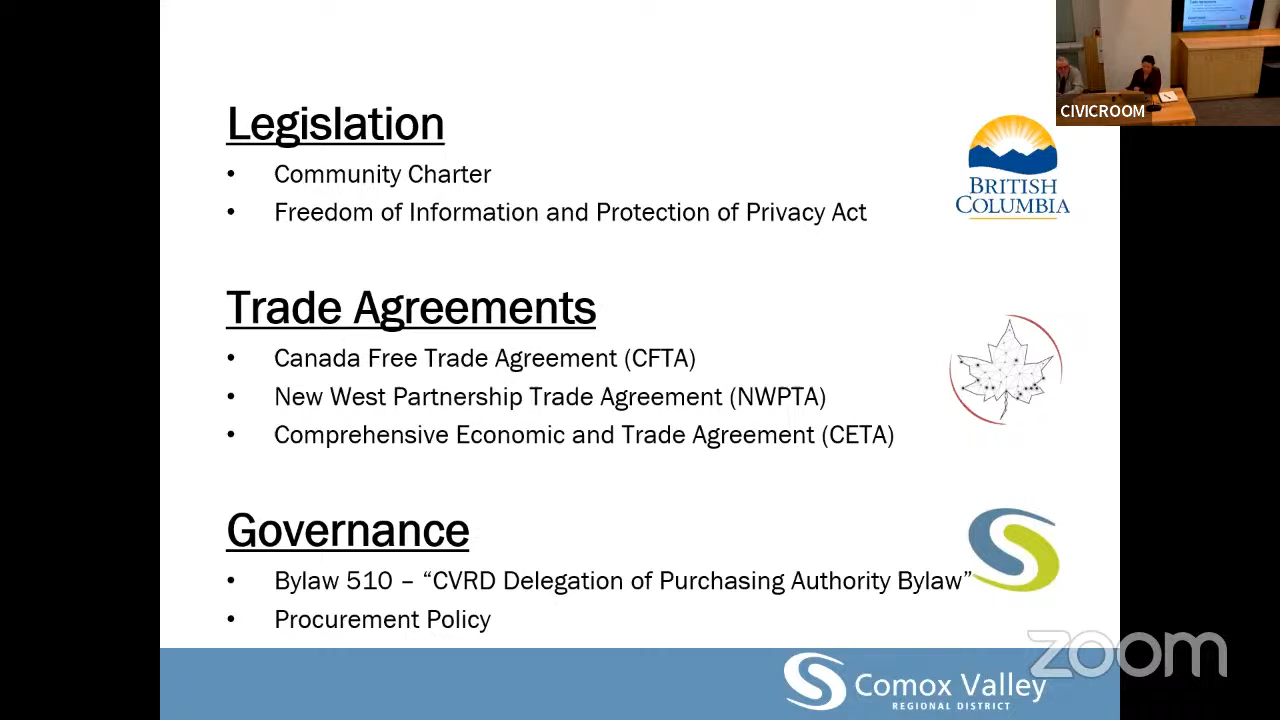 CIVICROOM
Legislation
• Community Charter
• Freedom of Information and Protection of Privacy Act
BRITISH
COLUMBIA
Trade Agreements
• Canada Free Trade Agreement (CFTA)
• New West Partnership Trade Agreement (NWPTA)
• Comprehensive Economic and Trade Agreement (CETA)
Governance
• Bylaw 510 – “CVRD Delegation of Purchasing Authority Bylaw”
• Procurement Policy
zoom
Comox Valley
REGIONAL DISTRICT